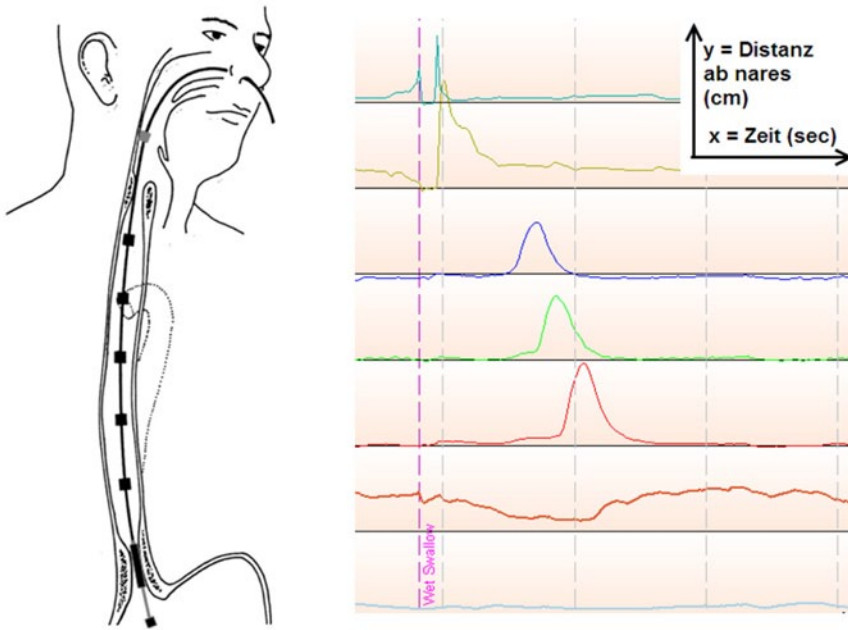 y = Distanz
ab nares
(cm)
x = Zeit (sec)
Wet Swallow